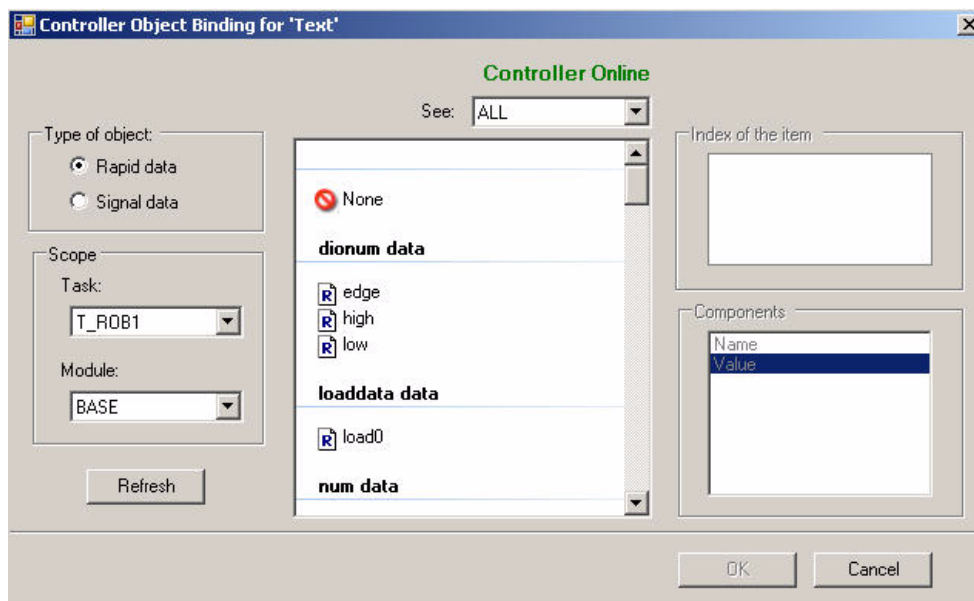 Controller Object Binding for 'Text'
Controller Online
See: ALL
Type of object:
Rapid data
Signal data
Scope
Task:
T_ROB1
Module:
BASE
Refresh
None
dionum data
edge
high
low
loaddata data
load0
num data
Index of the item
Components
Name
Value
OK
Cancel